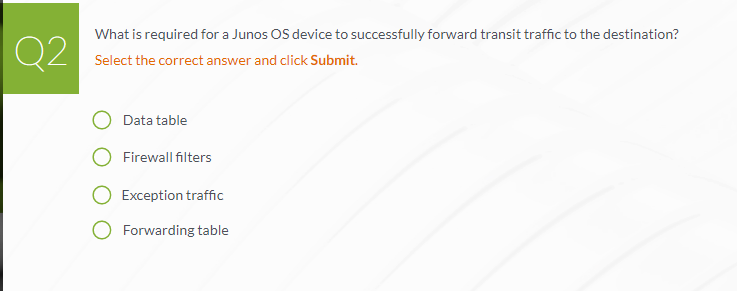 Q2
What is required for a Junos OS device to successfully forward transit traffic to the destination?
Select the correct answer and click Submit.
Data table
Firewall filters
Exception traffic
Forwarding table